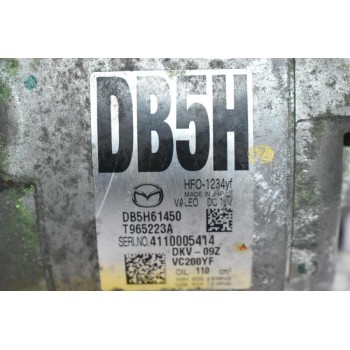 DB5H
HFO-1234yf
MADE IN JAPAN
VALEO DC 12V
DB5H61450
T965223A
SERI.NO.4110005414
DKV-09Z
VC200YF
OIL 110 cm³